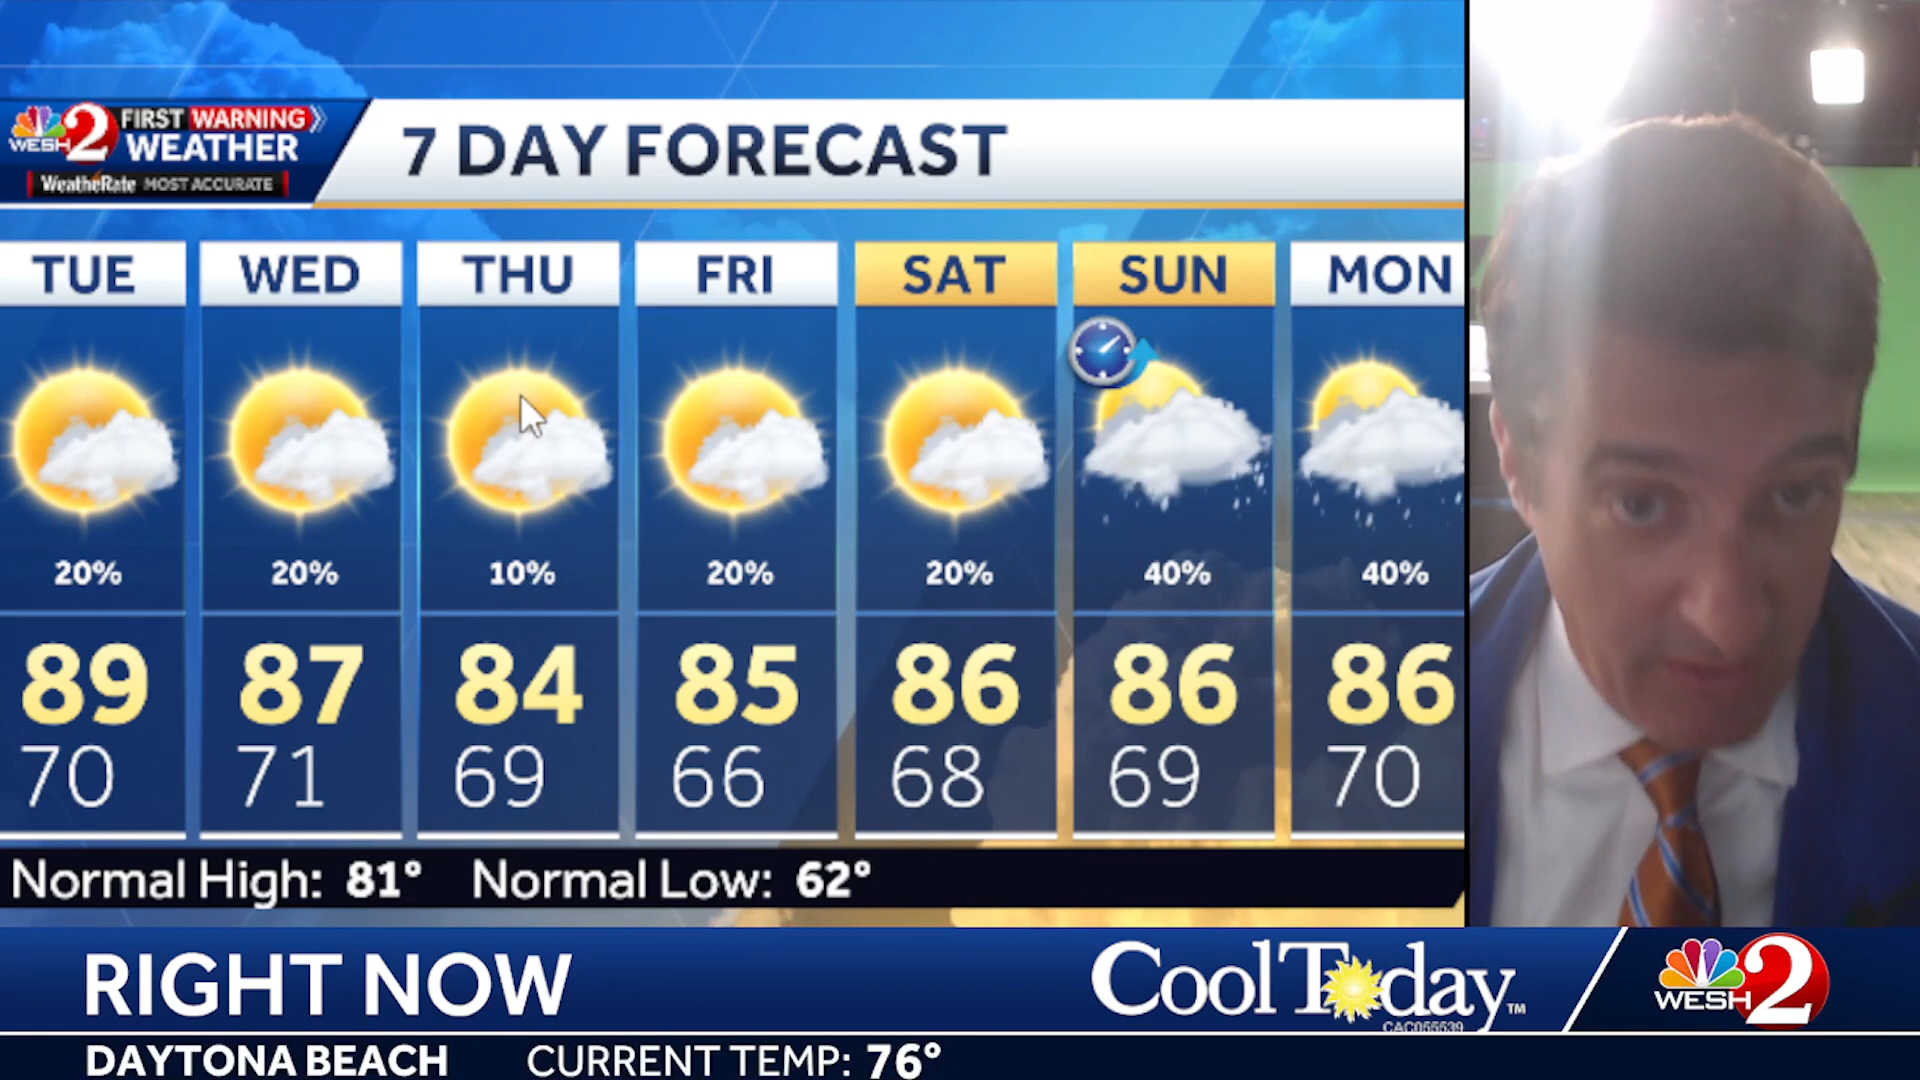 WESH 2 FIRST WARNING
WEATHER
WeatheRate MOST ACCURATE
7 DAY FORECAST
TUE WED THU FRI SAT SUN MON
20% 20% 10% 20% 20% 40% 40%
89 87 84 85 86 86 86
70 71 69 66 68 69 70
Normal High: 81° Normal Low: 62°
RIGHT NOW
CoolToday™
CAC055539
WESH 2
DAYTONA BEACH CURRENT TEMP: 76°